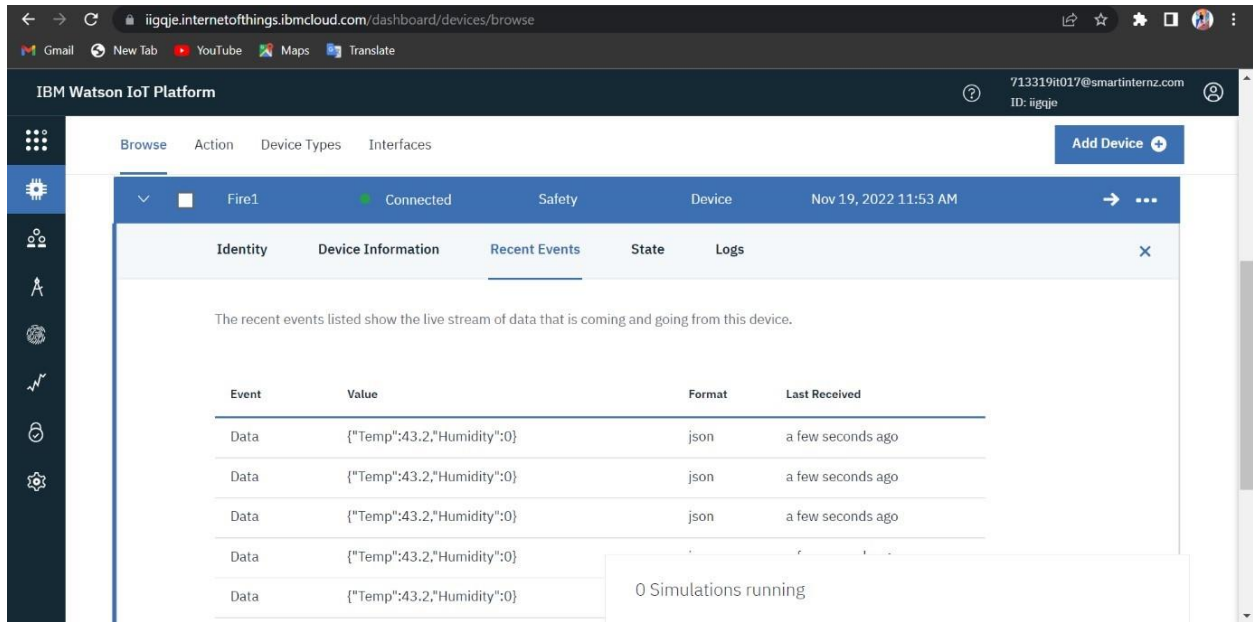 iigqje.internetofthings.ibmcloud.com/dashboard/devices/browse
Gmail New Tab YouTube Maps Translate
IBM Watson IoT Platform
713319it017@smartinternz.com
ID: iigqje
Browse Action Device Types Interfaces Add Device
Fire1 Connected Safety Device Nov 19, 2022 11:53 AM
Identity Device Information Recent Events State Logs
The recent events listed show the live stream of data that is coming and going from this device.
Event Value Format Last Received
Data {"Temp":43.2,"Humidity":0} json a few seconds ago
Data {"Temp":43.2,"Humidity":0} json a few seconds ago
Data {"Temp":43.2,"Humidity":0} json a few seconds ago
Data {"Temp":43.2,"Humidity":0}
Data {"Temp":43.2,"Humidity":0}
0 Simulations running